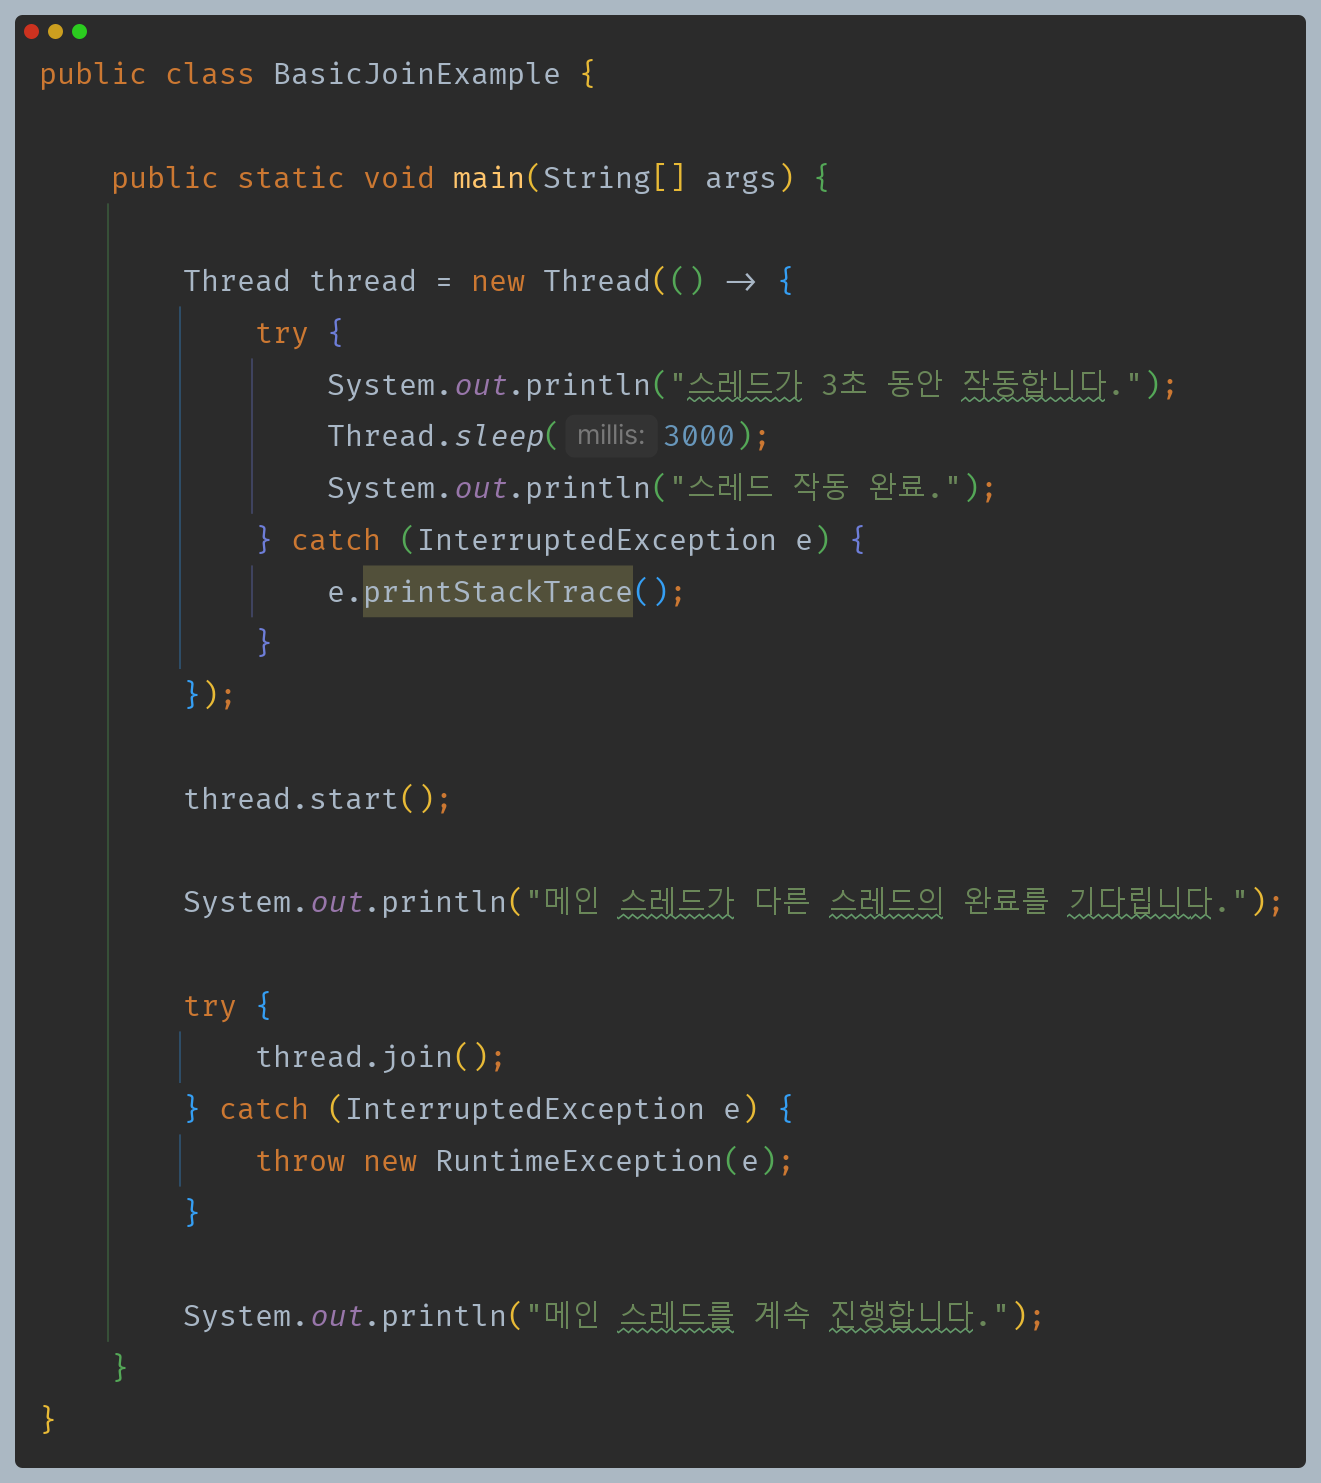 public class BasicJoinExample {
public static void main(String[] args) {
Thread thread = new Thread(() -> {
try {
System.out.println("스레드가 3초 동안 작동합니다.");
Thread.sleep( millis: 3000);
System.out.println("스레드 작동 완료.");
} catch (InterruptedException e) {
e.printStackTrace();
}
});
thread.start();
System.out.println("메인 스레드가 다른 스레드의 완료를 기다립니다.");
try {
thread.join();
} catch (InterruptedException e) {
throw new RuntimeException(e);
}
System.out.println("메인 스레드를 계속 진행합니다.");
}
}